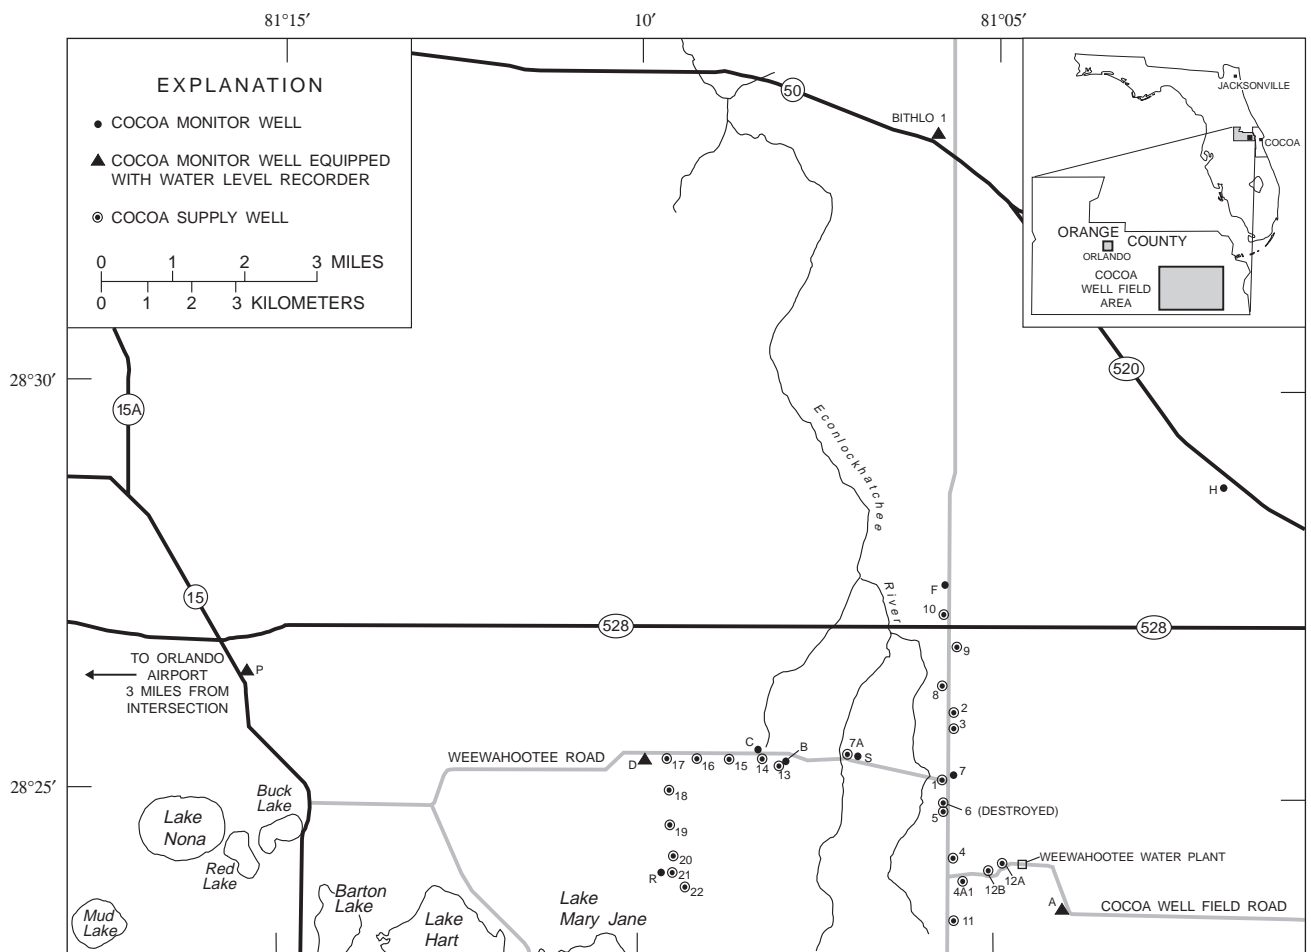 81°15′
10′
81°05′
EXPLANATION
COCOA MONITOR WELL
COCOA MONITOR WELL EQUIPPED
WITH WATER LEVEL RECORDER
COCOA SUPPLY WELL
0 1 2 3 MILES
0 1 2 3 KILOMETERS
50
BITHLO 1
JACKSONVILLE
COCOA
ORANGE
COUNTY
ORLANDO
COCOA
WELL FIELD
AREA
28°30′
15A
520
Econlockhatchee
River
H
15
F
10
528
528
9
TO ORLANDO
AIRPORT
3 MILES FROM
INTERSECTION
P
8
2
3
WEEWAHOOTEE ROAD
D
17
16
15
C
14
B
13
7A
S
7
1
28°25′
18
6 (DESTROYED)
5
Buck
Lake
Lake
Nona
Red
Lake
19
20
R
21
22
4
WEEWAHOOTEE WATER PLANT
12A
12B
4A1
A
COCOA WELL FIELD ROAD
11
Barton
Lake
Lake
Mary Jane
Mud
Lake
Lake
Hart